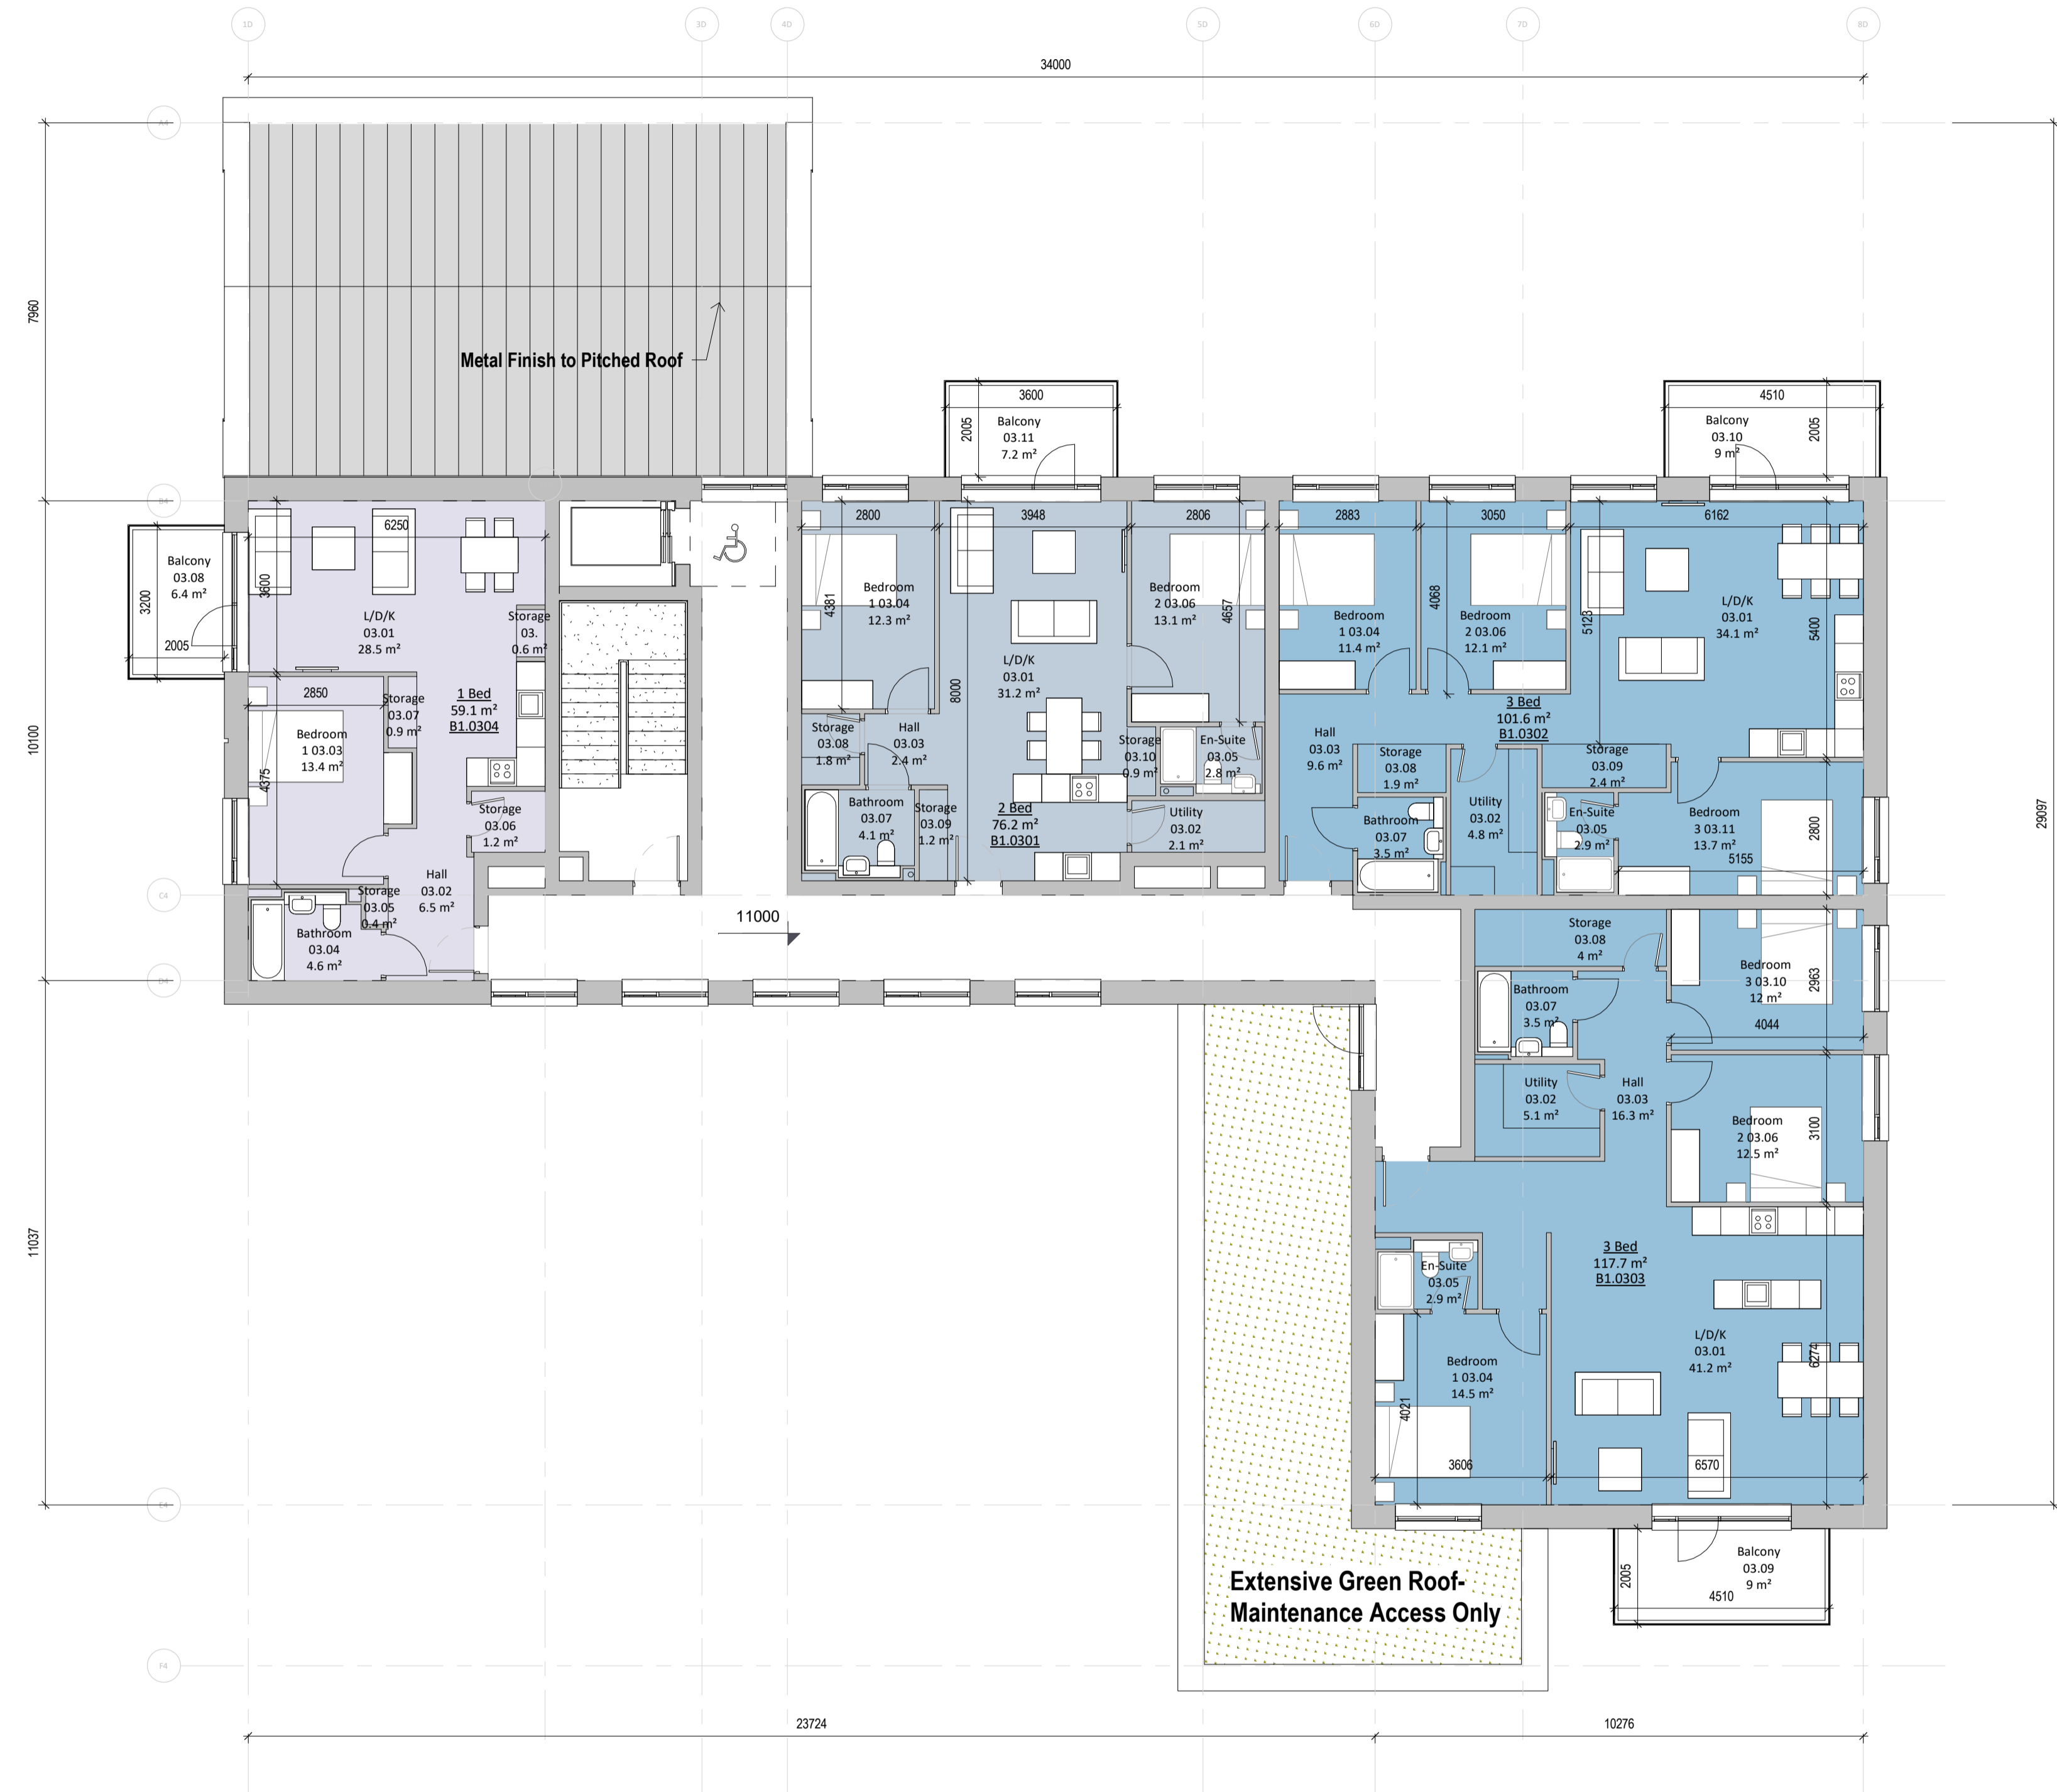 1D
3D
4D
5D
6D
7D
8D
34000
A4
7960
Metal Finish to Pitched Roof
3600
2005
Balcony
03.11
7.2 m²
4510
2005
Balcony
03.10
9 m²
B4
6250
3600
Balcony
03.08
6.4 m²
3200
2005
L/D/K
03.01
28.5 m²
Storage
03.
0.6 m²
2850
Storage
03.07
0.9 m²
1 Bed
59.1 m²
B1.0304
Bedroom
1 03.03
13.4 m²
4375
Storage
03.06
1.2 m²
Hall
03.02
6.5 m²
Storage
03.05
0.4 m²
Bathroom
03.04
4.6 m²
10100
2800
4381
Bedroom
1 03.04
12.3 m²
3948
8000
L/D/K
03.01
31.2 m²
2806
4657
Bedroom
2 03.06
13.1 m²
Storage
03.08
1.8 m²
Hall
03.03
2.4 m²
Storage
03.10
0.9 m²
En-Suite
03.05
2.8 m²
Bathroom
03.07
4.1 m²
Storage
03.09
1.2 m²
2 Bed
76.2 m²
B1.0301
Utility
03.02
2.1 m²
2883
Bedroom
1 03.04
11.4 m²
3050
4068
Bedroom
2 03.06
12.1 m²
6162
5123
5400
L/D/K
03.01
34.1 m²
3 Bed
101.6 m²
B1.0302
Hall
03.03
9.6 m²
Storage
03.08
1.9 m²
Storage
03.09
2.4 m²
Utility
03.02
4.8 m²
Bathroom
03.07
3.5 m²
En-Suite
03.05
2.9 m²
Bedroom
3 03.11
13.7 m²
2800
5155
29097
C4
11000
D4
Storage
03.08
4 m²
Bedroom
3 03.10
12 m²
2963
4044
Bathroom
03.07
3.5 m²
Utility
03.02
5.1 m²
Hall
03.03
16.3 m²
Bedroom
2 03.06
12.5 m²
3100
11037
3 Bed
117.7 m²
B1.0303
En-Suite
03.05
2.9 m²
L/D/K
03.01
41.2 m²
6274
Bedroom
1 03.04
14.5 m²
4021
3606
6570
E4
Extensive Green Roof-
Maintenance Access Only
Balcony
03.09
9 m²
2005
4510
F4
23724
10276